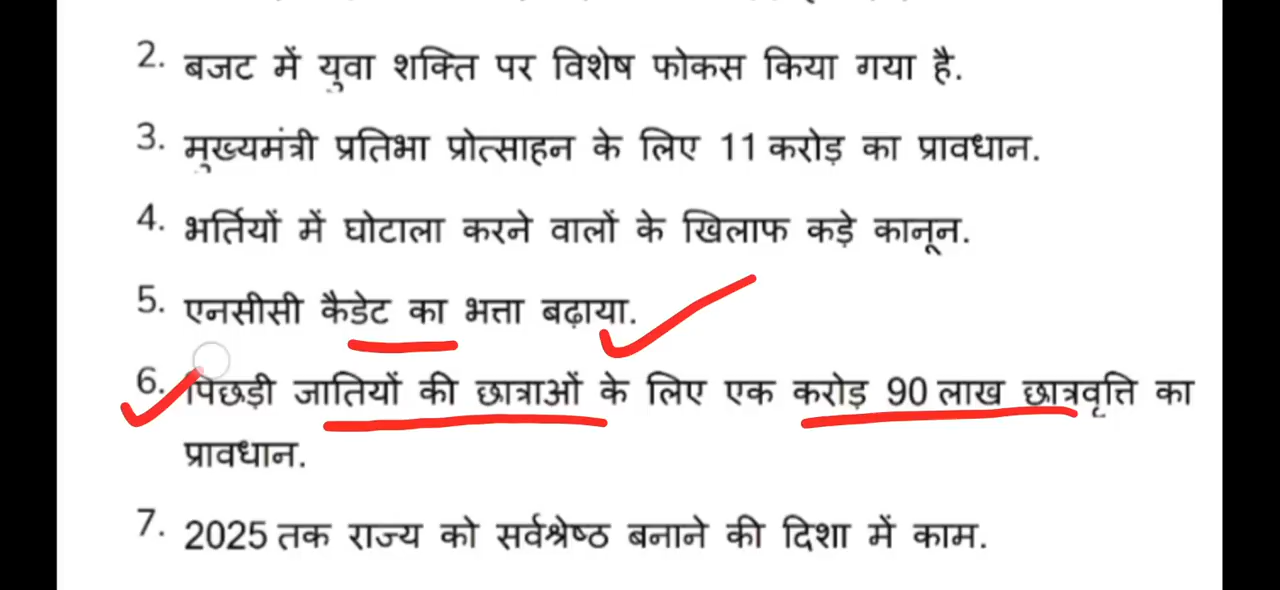 2. बजट में युवा शक्ति पर विशेष फोकस किया गया है.
3. मुख्यमंत्री प्रतिभा प्रोत्साहन के लिए 11 करोड़ का प्रावधान.
4. भर्तियों में घोटाला करने वालों के खिलाफ कड़े कानून.
5. एनसीसी कैडेट का भत्ता बढ़ाया.
6. पिछड़ी जातियों की छात्राओं के लिए एक करोड़ 90 लाख छात्रवृत्ति का
प्रावधान.
7. 2025 तक राज्य को सर्वश्रेष्ठ बनाने की दिशा में काम.